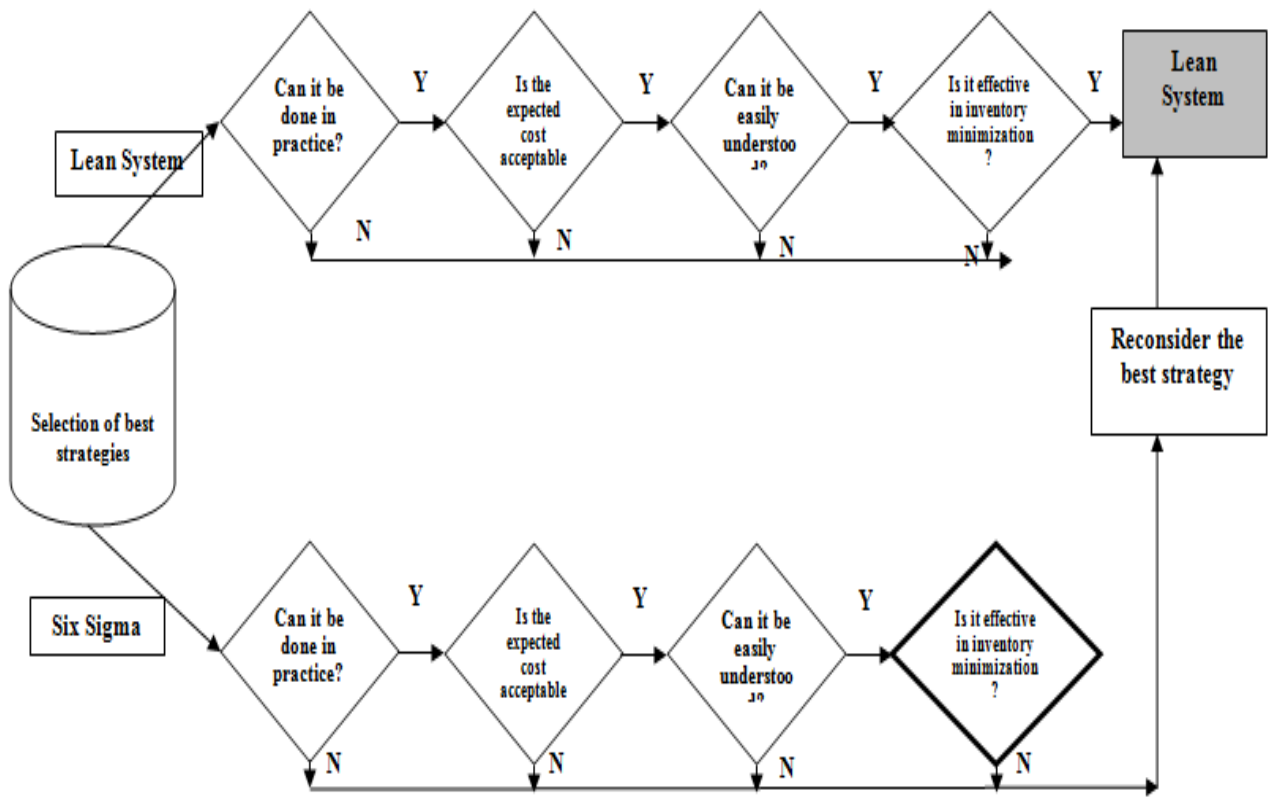 Can it be
done in
practice?
Y
Is the
expected
cost
acceptable
Y
Can it be
easily
understoo
d?
Y
Is it effective
in inventory
minimization
?
Y
Lean
System
Lean System
N
N
N
N
Reconsider the
best strategy
Selection of best
strategies
Six Sigma
Can it be
done in
practice?
Y
Is the
expected
cost
acceptable
Y
Can it be
easily
understoo
d?
Y
Is it effective
in inventory
minimization
?
N
N
N
N